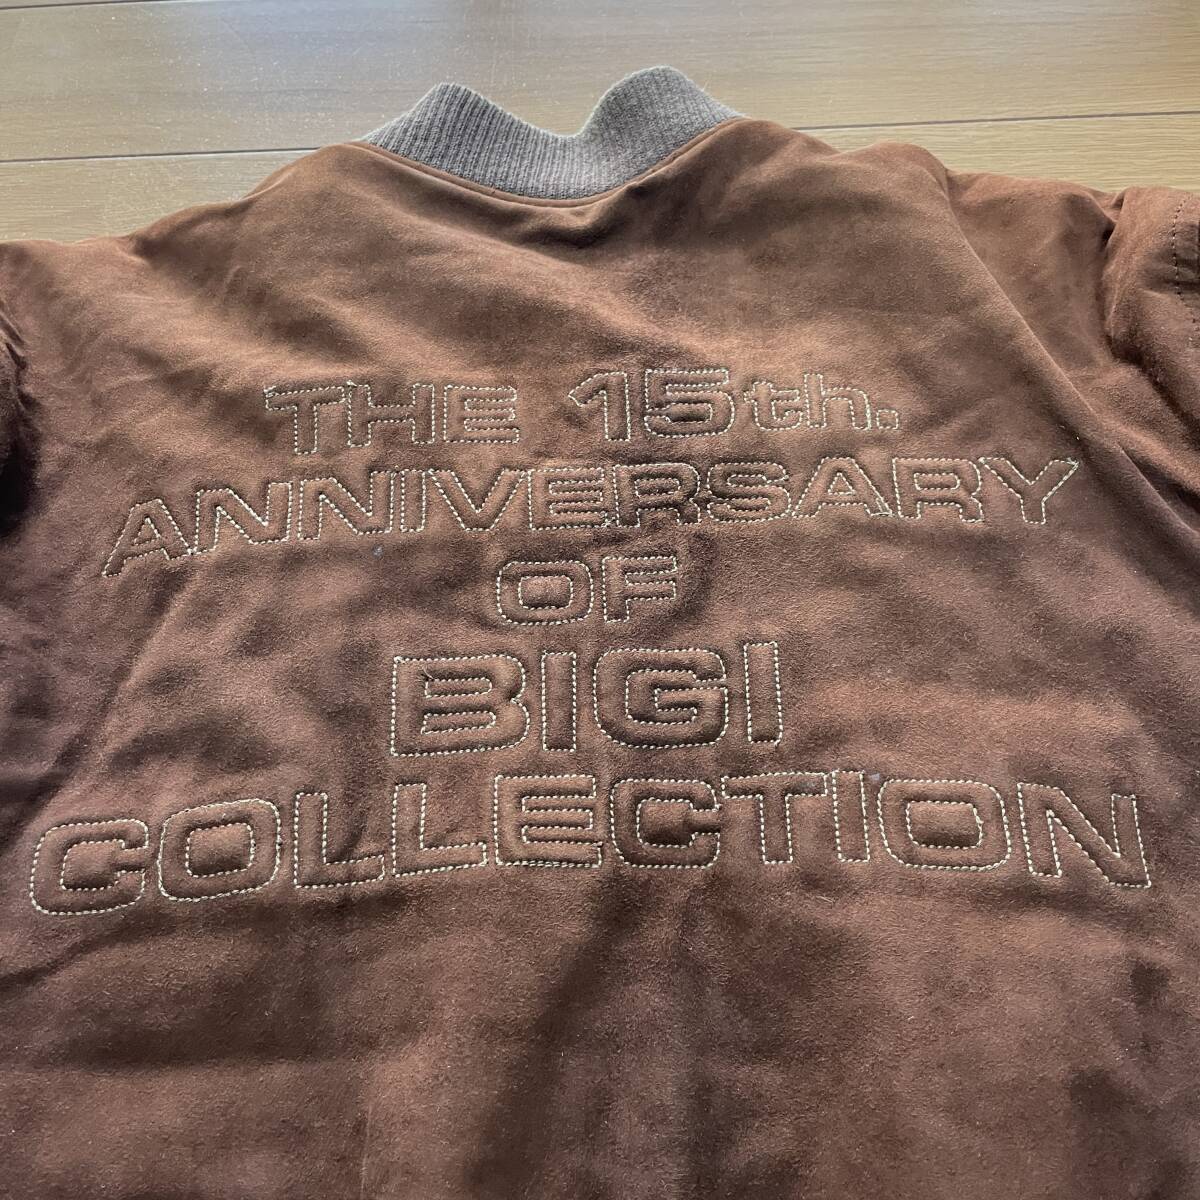 THE 15th.
ANNIVERSARY
OF
BIGI
COLLECTION